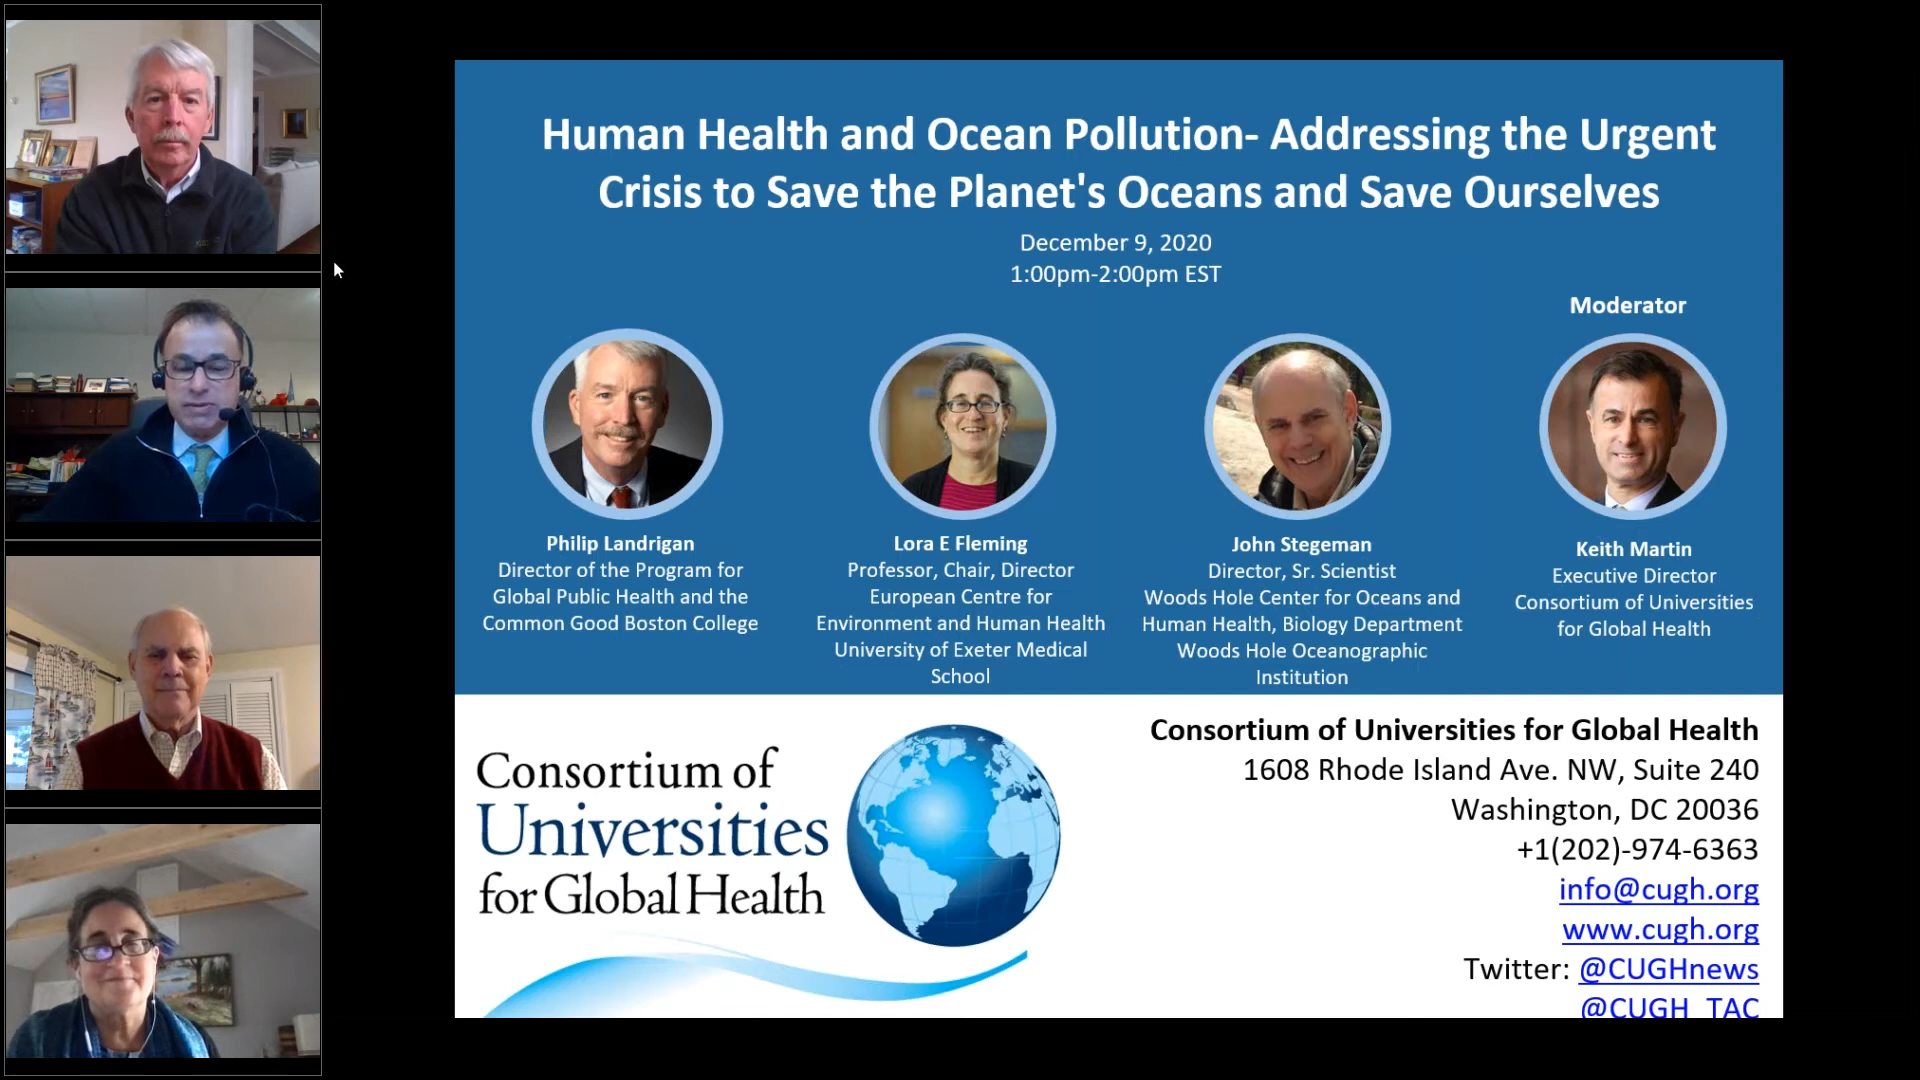 Human Health and Ocean Pollution- Addressing the Urgent
Crisis to Save the Planet's Oceans and Save Ourselves
December 9, 2020
1:00pm-2:00pm EST
Moderator
Philip Landrigan
Director of the Program for
Global Public Health and the
Common Good Boston College
Lora E Fleming
Professor, Chair, Director
European Centre for
Environment and Human Health
University of Exeter Medical
School
John Stegeman
Director, Sr. Scientist
Woods Hole Center for Oceans and
Human Health, Biology Department
Woods Hole Oceanographic
Institution
Keith Martin
Executive Director
Consortium of Universities
for Global Health
Consortium of
Universities
for Global Health
Consortium of Universities for Global Health
1608 Rhode Island Ave. NW, Suite 240
Washington, DC 20036
+1(202)-974-6363
info@cugh.org
www.cugh.org
Twitter: @CUGHnews
@CUGH_TAC